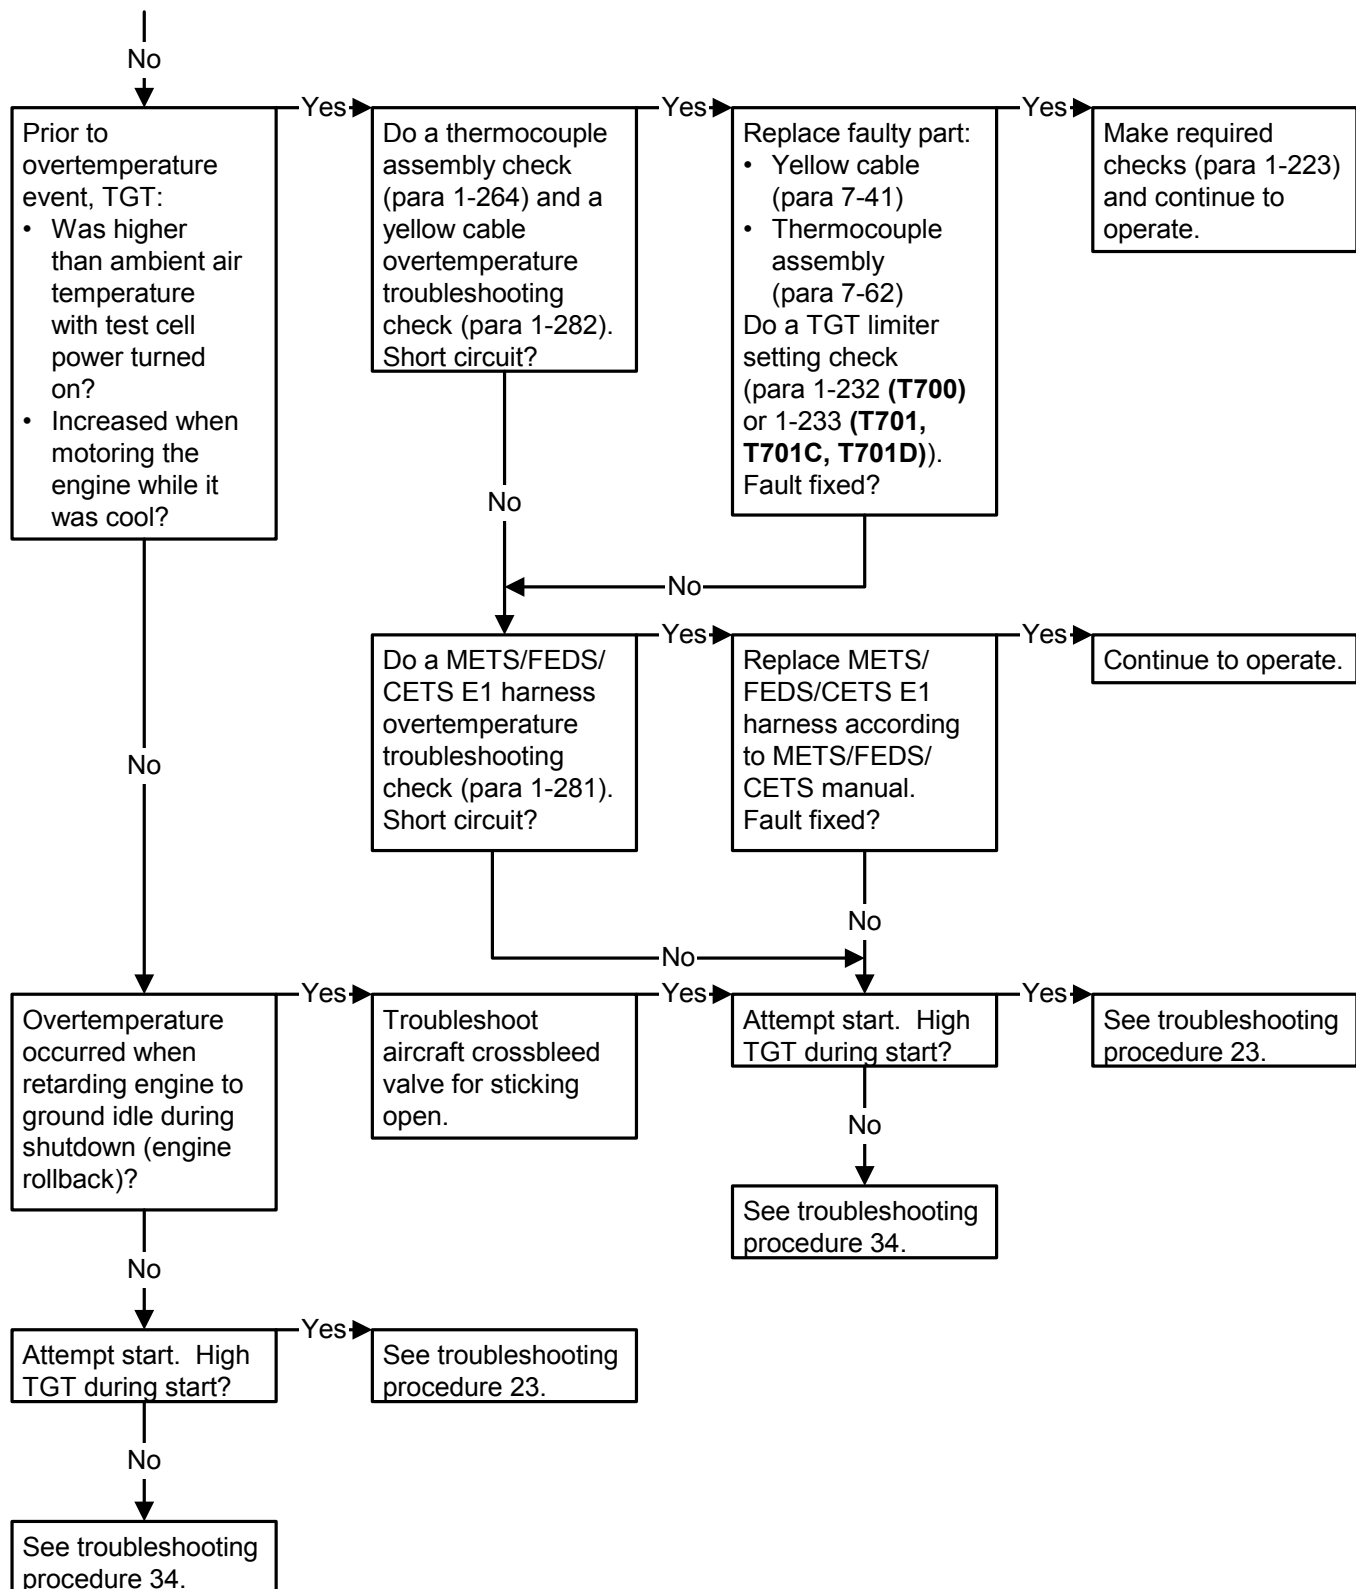 No
Prior to
overtemperature
event, TGT:
• Was higher
than ambient air
temperature
with test cell
power turned
on?
• Increased when
motoring the
engine while it
was cool?
Yes
Do a thermocouple
assembly check
(para 1-264) and a
yellow cable
overtemperature
troubleshooting
check (para 1-282).
Short circuit?
Yes
Replace faulty part:
• Yellow cable
(para 7-41)
• Thermocouple
assembly
(para 7-62)
Do a TGT limiter
setting check
(para 1-232 (T700)
or 1-233 (T701,
T701C, T701D)).
Fault fixed?
Yes
Make required
checks (para 1-223)
and continue to
operate.
No
No
Do a METS/FEDS/
CETS E1 harness
overtemperature
troubleshooting
check (para 1-281).
Short circuit?
Yes
Replace METS/
FEDS/CETS E1
harness according
to METS/FEDS/
CETS manual.
Fault fixed?
Yes
Continue to operate.
No
No
No
Overtemperature
occurred when
retarding engine to
ground idle during
shutdown (engine
rollback)?
Yes
Troubleshoot
aircraft crossbleed
valve for sticking
open.
Yes
Attempt start.  High
TGT during start?
Yes
See troubleshooting
procedure 23.
No
See troubleshooting
procedure 34.
No
Attempt start.  High
TGT during start?
Yes
See troubleshooting
procedure 23.
No
See troubleshooting
procedure 34.